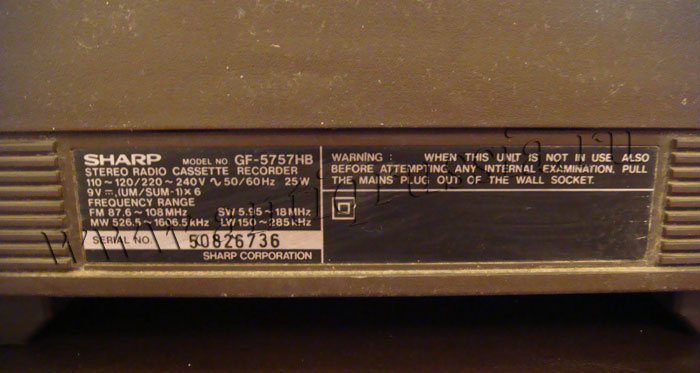 SHARP MODEL NO GF-5757HB
STEREO RADIO CASSETTE RECORDER
110~120/220~240V ∿ 50/60Hz 25W
9V ⎓ (UM/SUM-1)×6
FREQUENCY RANGE
FM 87.6~108MHz SW 5.95~18MHz
MW 526.5~1606.5kHz LW 150~285kHz
SERIAL NO. 50826736
SHARP CORPORATION
WARNING: WHEN THIS UNIT IS NOT IN USE ALSO
BEFORE ATTEMPTING ANY INTERNAL EXAMINATION, PULL
THE MAINS PLUG OUT OF THE WALL SOCKET.